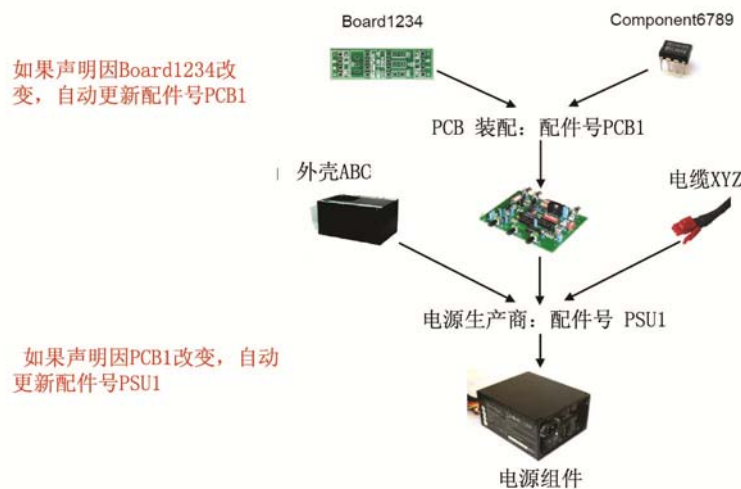 Board1234
Component6789
如果声明因Board1234改
变，自动更新配件号PCB1
PCB 装配：配件号PCB1
外壳ABC
电缆XYZ
电源生产商：配件号 PSU1
如果声明因PCB1改变，自动
更新配件号PSU1
电源组件